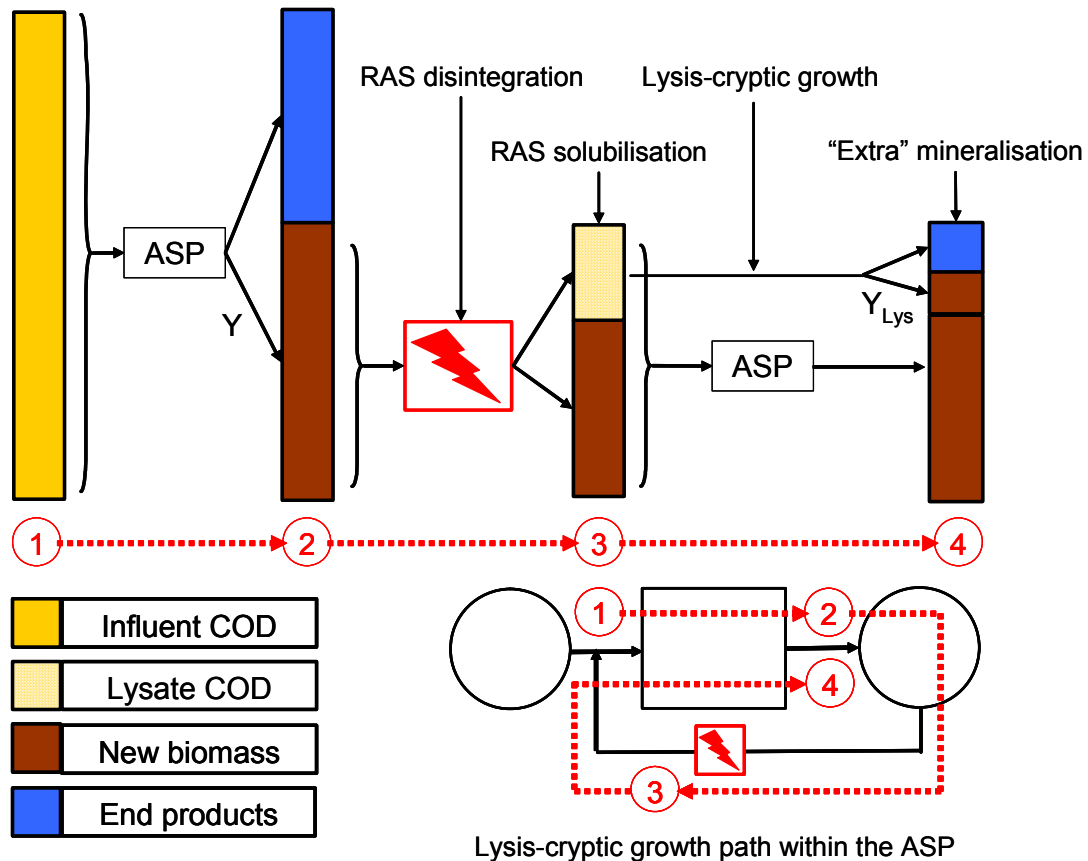 RAS disintegration
Lysis-cryptic growth
RAS solubilisation
“Extra” mineralisation
ASP
Y
Y_Lys
ASP
1
2
3
4
Influent COD
Lysate COD
New biomass
End products
1
2
4
3
Lysis-cryptic growth path within the ASP